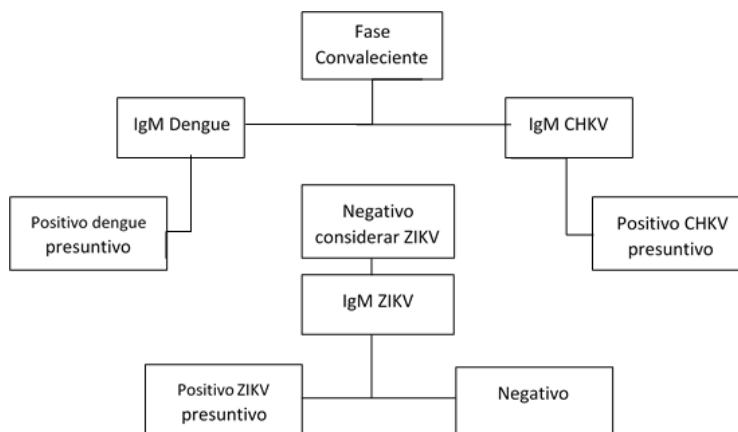 Fase
Convaleciente
IgM Dengue
IgM CHKV
Positivo dengue
presuntivo
Negativo
considerar ZIKV
Positivo CHKV
presuntivo
IgM ZIKV
Positivo ZIKV
presuntivo
Negativo